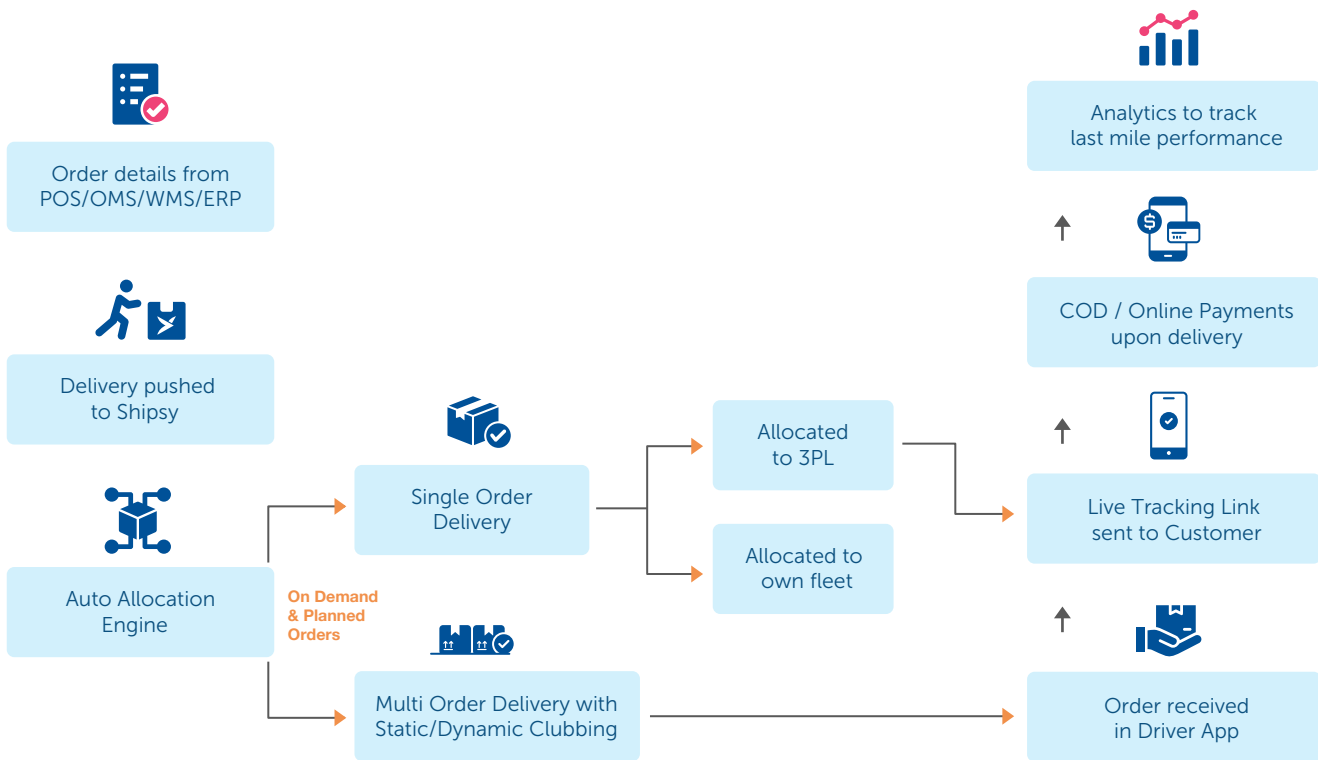 Order details from
POS/OMS/WMS/ERP
Delivery pushed
to Shipsy
Auto Allocation
Engine
On Demand
& Planned
Orders
Single Order
Delivery
Multi Order Delivery with
Static/Dynamic Clubbing
Allocated
to 3PL
Allocated to
own fleet
Analytics to track
last mile performance
COD / Online Payments
upon delivery
Live Tracking Link
sent to Customer
Order received
in Driver App